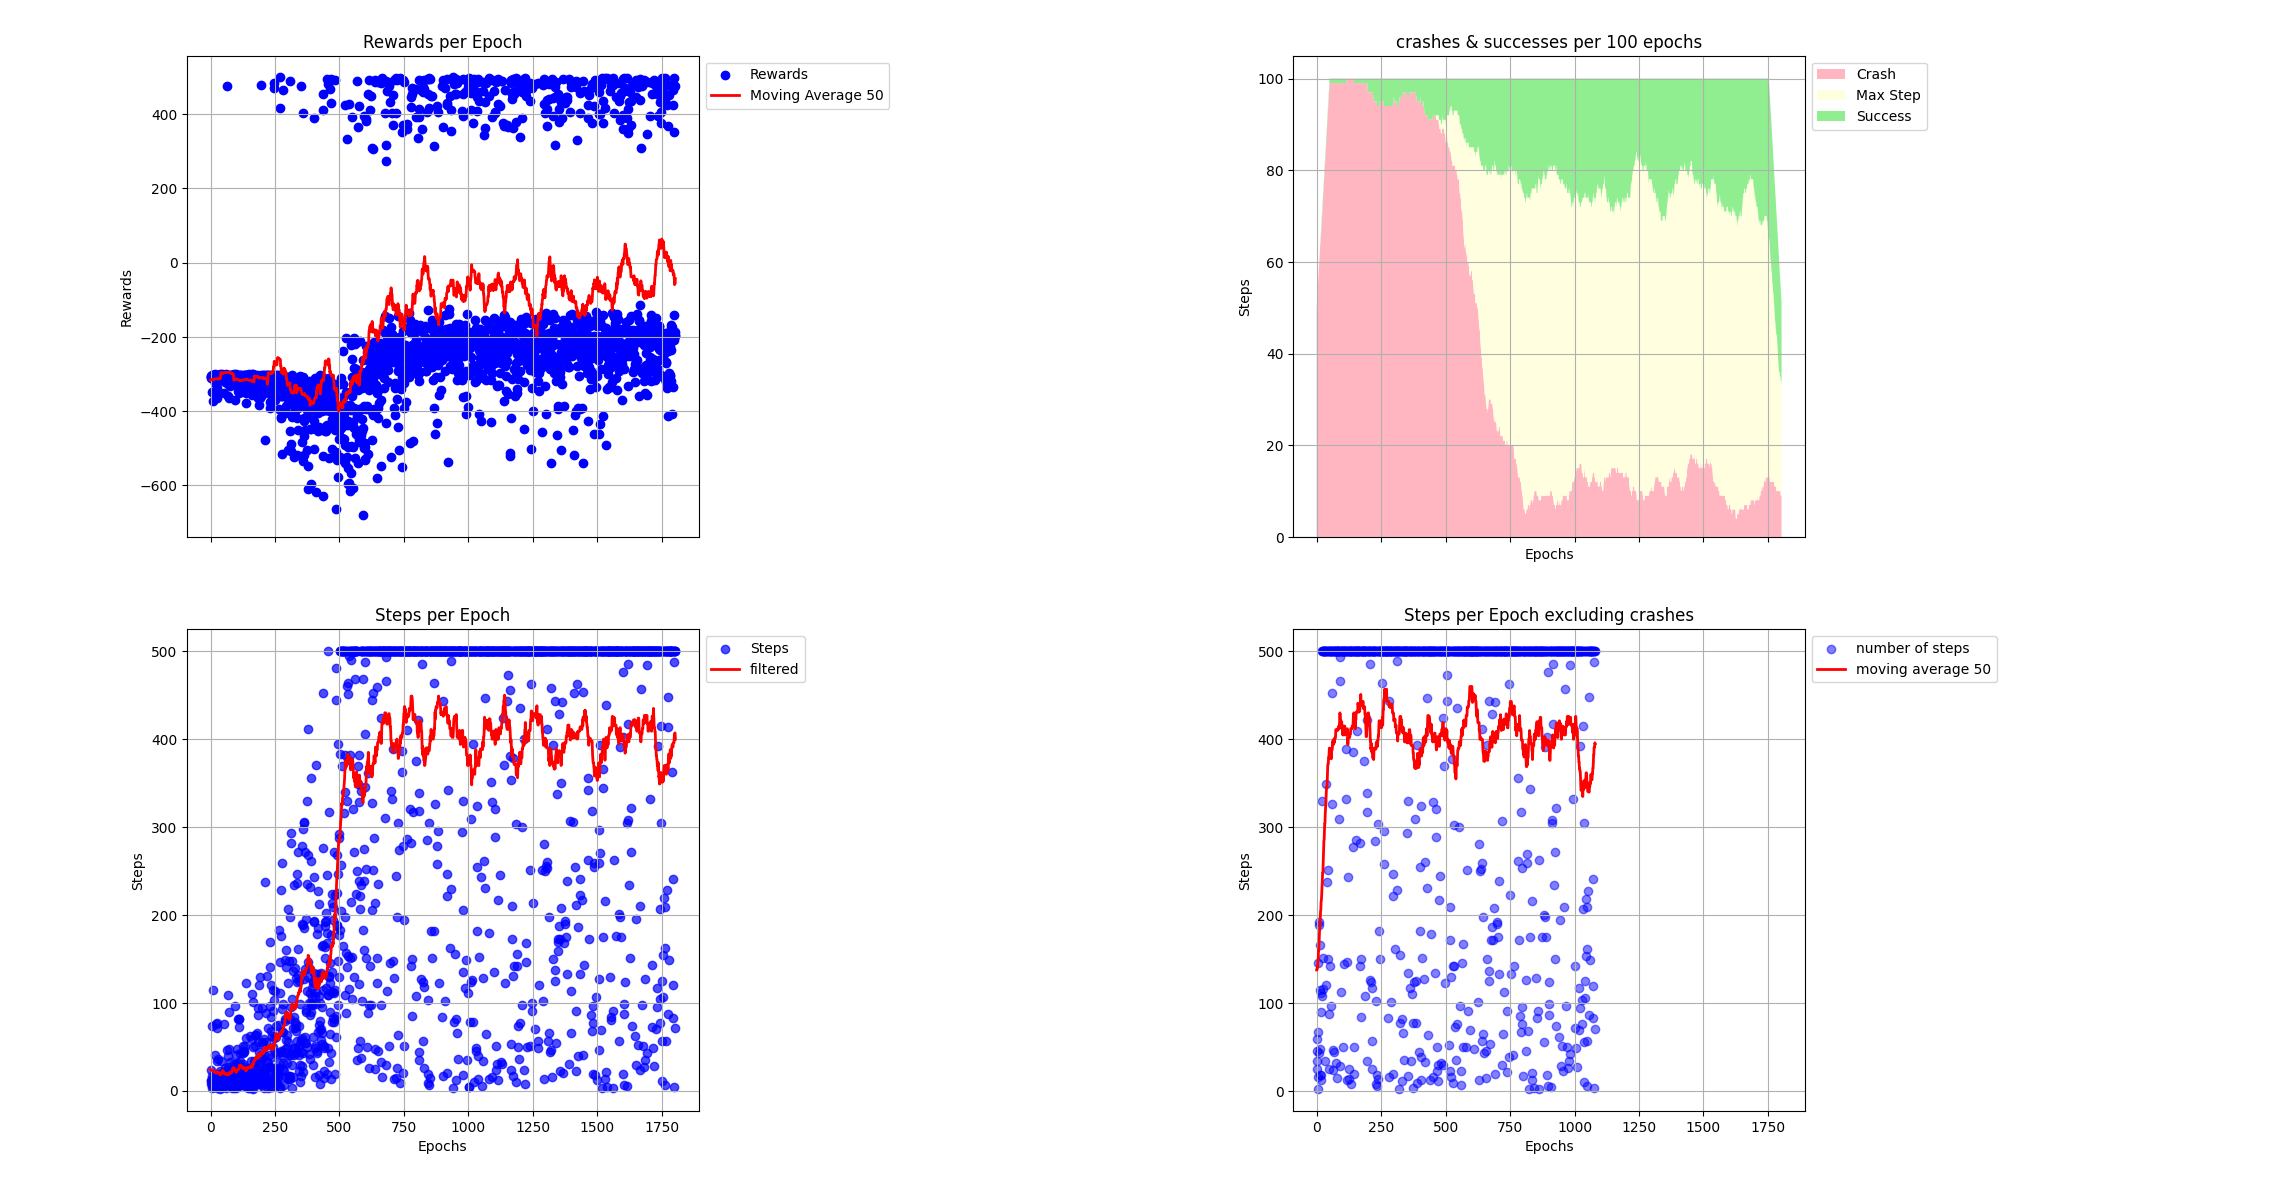 Rewards per Epoch
Rewards
Moving Average 50
400
200
0
−200
−400
−600
Rewards
crashes & successes per 100 epochs
Crash
Max Step
Success
100
80
60
40
20
0
Steps
Epochs
Steps per Epoch
Steps
filtered
500
400
300
200
100
0
Steps
0 250 500 750 1000 1250 1500 1750
Epochs
Steps per Epoch excluding crashes
number of steps
moving average 50
500
400
300
200
100
0
Steps
0 250 500 750 1000 1250 1500 1750
Epochs